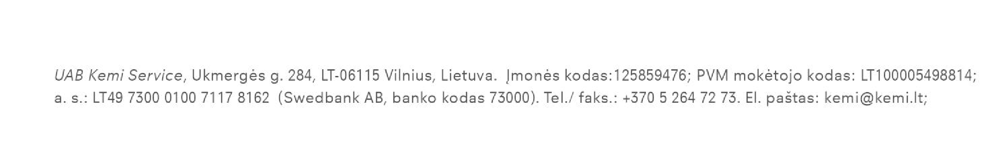 UAB Kemi Service, Ukmergės g. 284, LT-06115 Vilnius, Lietuva.  Įmonės kodas:125859476; PVM mokėtojo kodas: LT100005498814;
a. s.: LT49 7300 0100 7117 8162  (Swedbank AB, banko kodas 73000). Tel./ faks.: +370 5 264 72 73. El. paštas: kemi@kemi.lt;